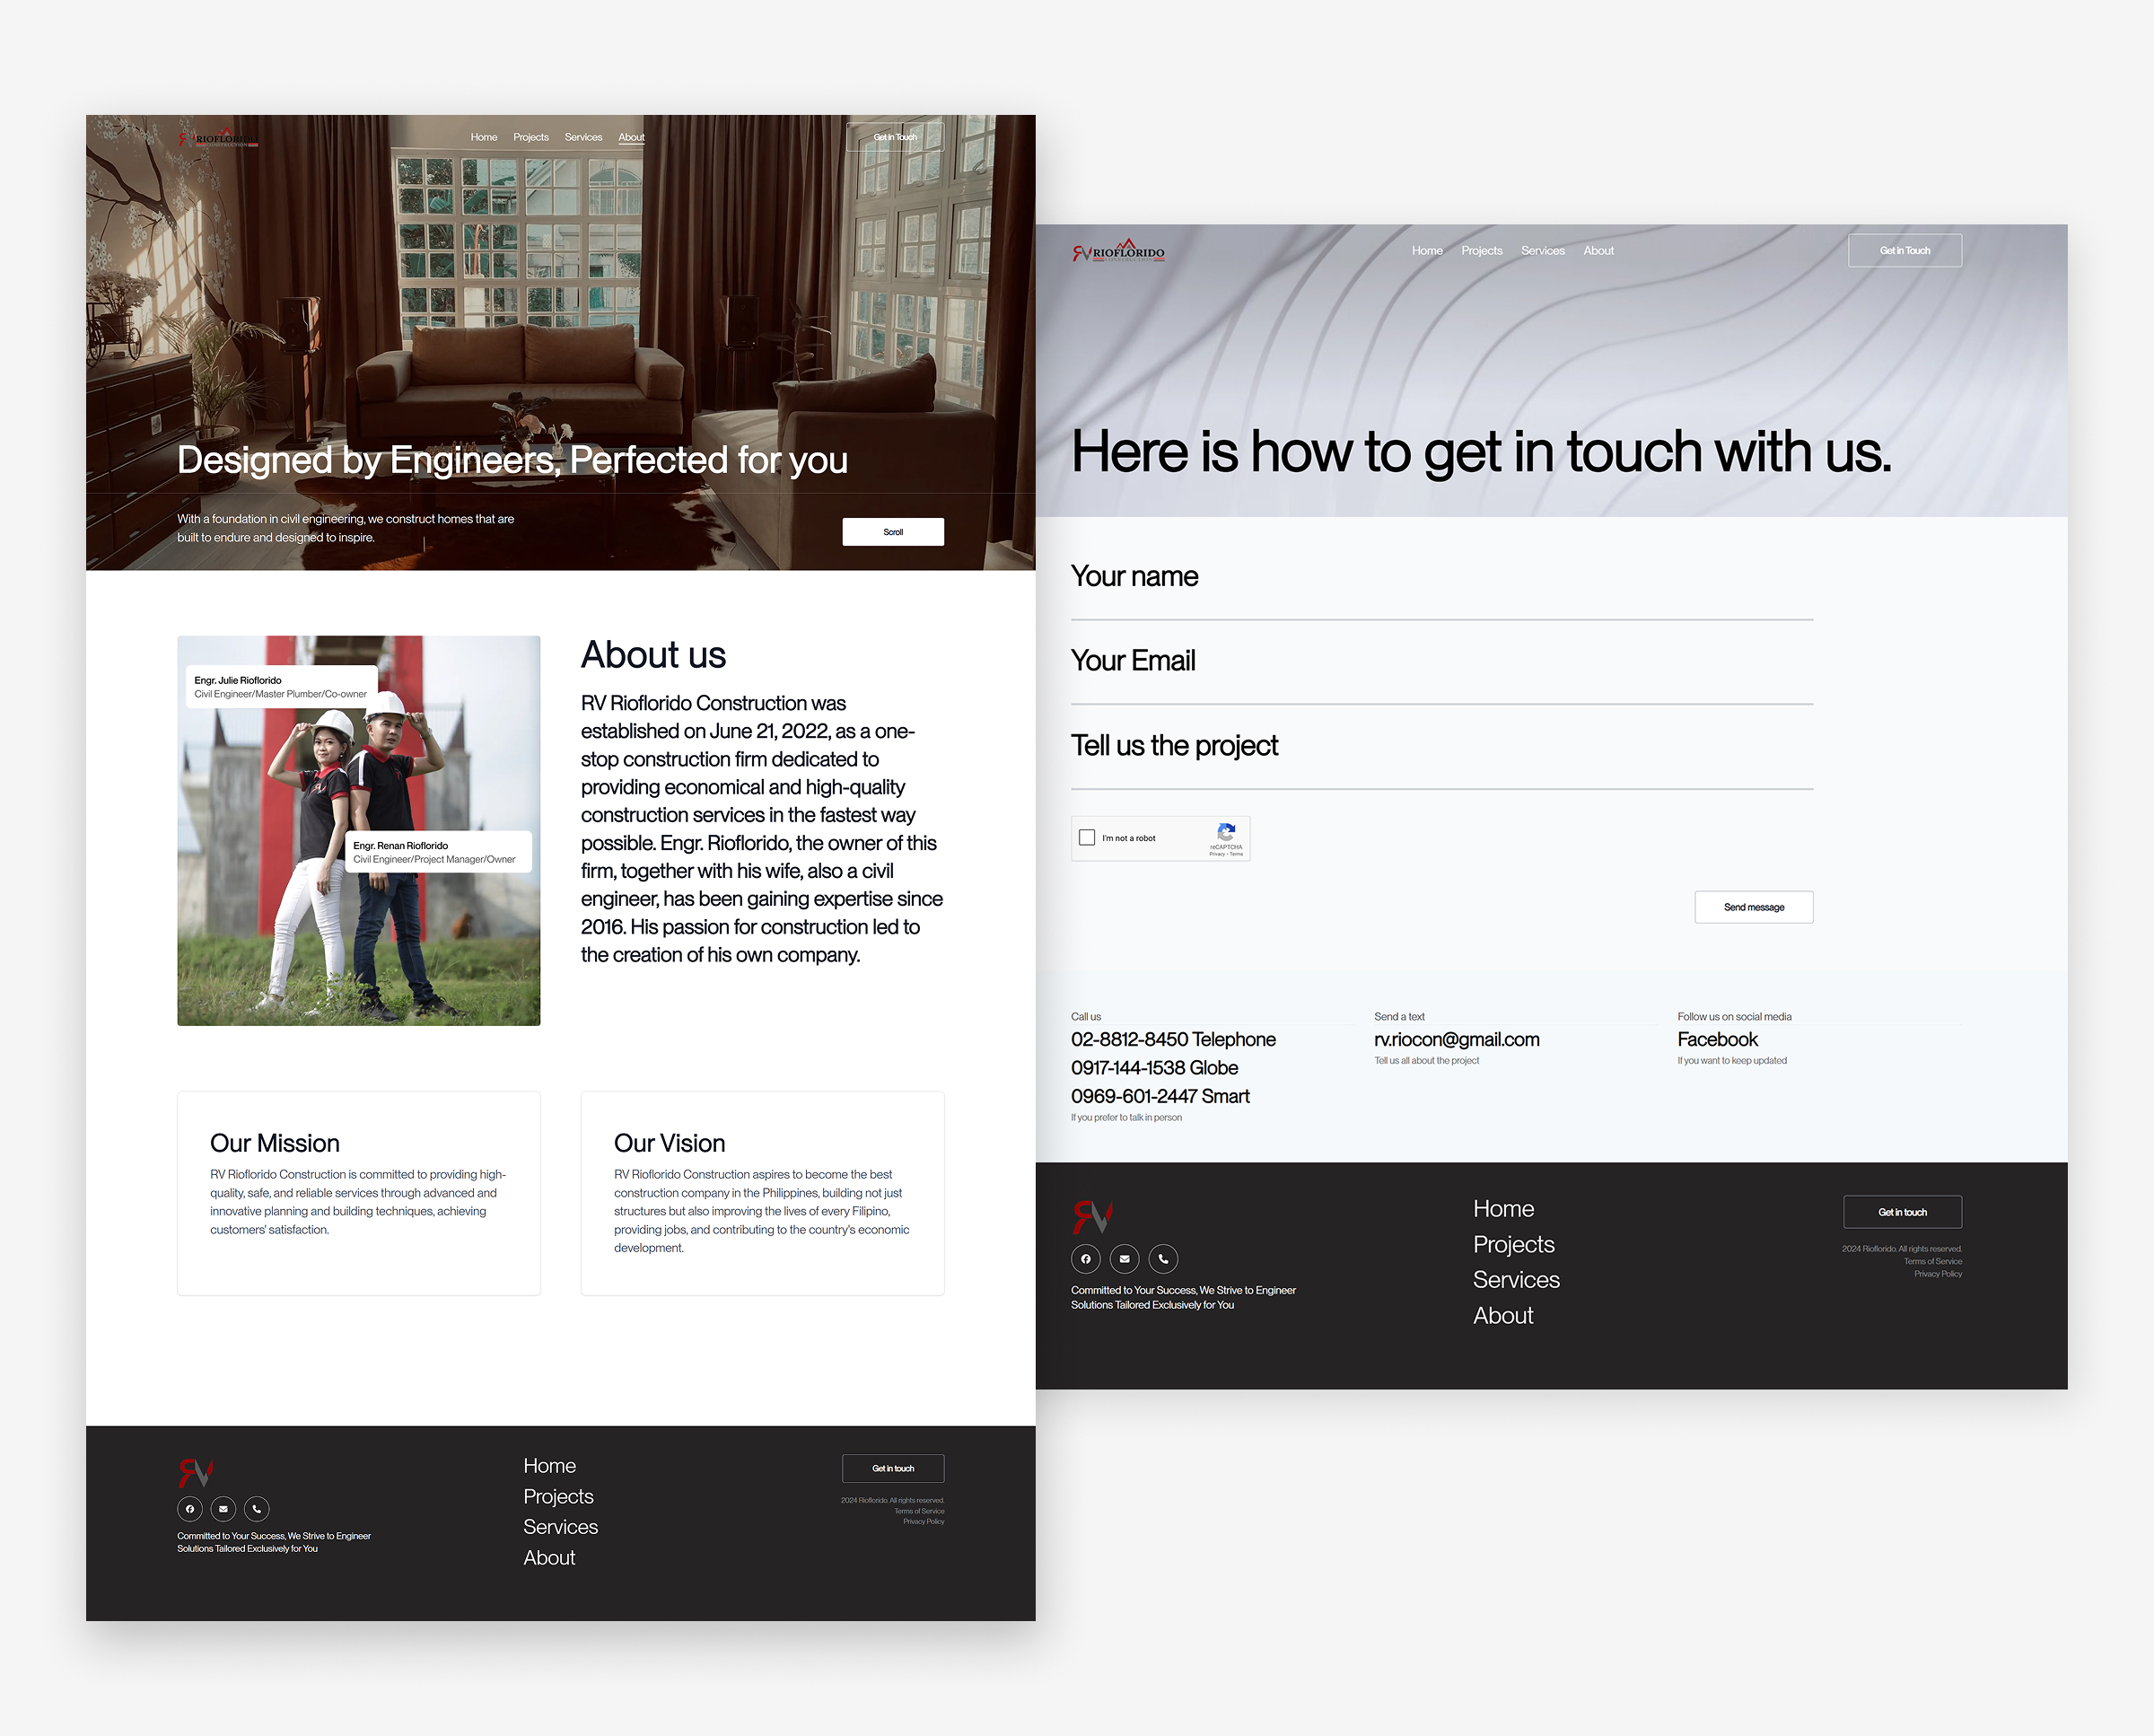 RV RIOFLORIDO
CONSTRUCTION
Home Projects Services About
Get in Touch
Designed by Engineers, Perfected for you
With a foundation in civil engineering, we construct homes that are
built to endure and designed to inspire.
Scroll
Engr. Julie Rioflorido
Civil Engineer/Master Plumber/Co-owner
Engr. Renan Rioflorido
Civil Engineer/Project Manager/Owner
About us
RV Rioflorido Construction was
established on June 21, 2022, as a one-
stop construction firm dedicated to
providing economical and high-quality
construction services in the fastest way
possible. Engr. Rioflorido, the owner of this
firm, together with his wife, also a civil
engineer, has been gaining expertise since
2016. His passion for construction led to
the creation of his own company.
Our Mission
RV Rioflorido Construction is committed to providing high-
quality, safe, and reliable services through advanced and
innovative planning and building techniques, achieving
customers' satisfaction.
Our Vision
RV Rioflorido Construction aspires to become the best
construction company in the Philippines, building not just
structures but also improving the lives of every Filipino,
providing jobs, and contributing to the country's economic
development.
RV
Committed to Your Success, We Strive to Engineer
Solutions Tailored Exclusively for You
Home
Projects
Services
About
Get in touch
2024 Rioflorido. All rights reserved.
Terms of Service
Privacy Policy
RV RIOFLORIDO
CONSTRUCTION
Home Projects Services About
Get in Touch
Here is how to get in touch with us.
Your name
Your Email
Tell us the project
I'm not a robot
reCAPTCHA
Privacy - Terms
Send message
Call us
02-8812-8450 Telephone
0917-144-1538 Globe
0969-601-2447 Smart
If you prefer to talk in person
Send a text
rv.riocon@gmail.com
Tell us all about the project
Follow us on social media
Facebook
If you want to keep updated
RV
Committed to Your Success, We Strive to Engineer
Solutions Tailored Exclusively for You
Home
Projects
Services
About
Get in touch
2024 Rioflorido. All rights reserved.
Terms of Service
Privacy Policy